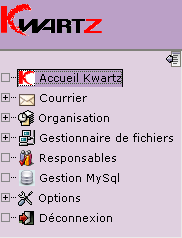 KWARTZ
Accueil Kwartz
Courrier
Organisation
Gestionnaire de fichiers
Responsables
Gestion MySql
Options
Déconnexion